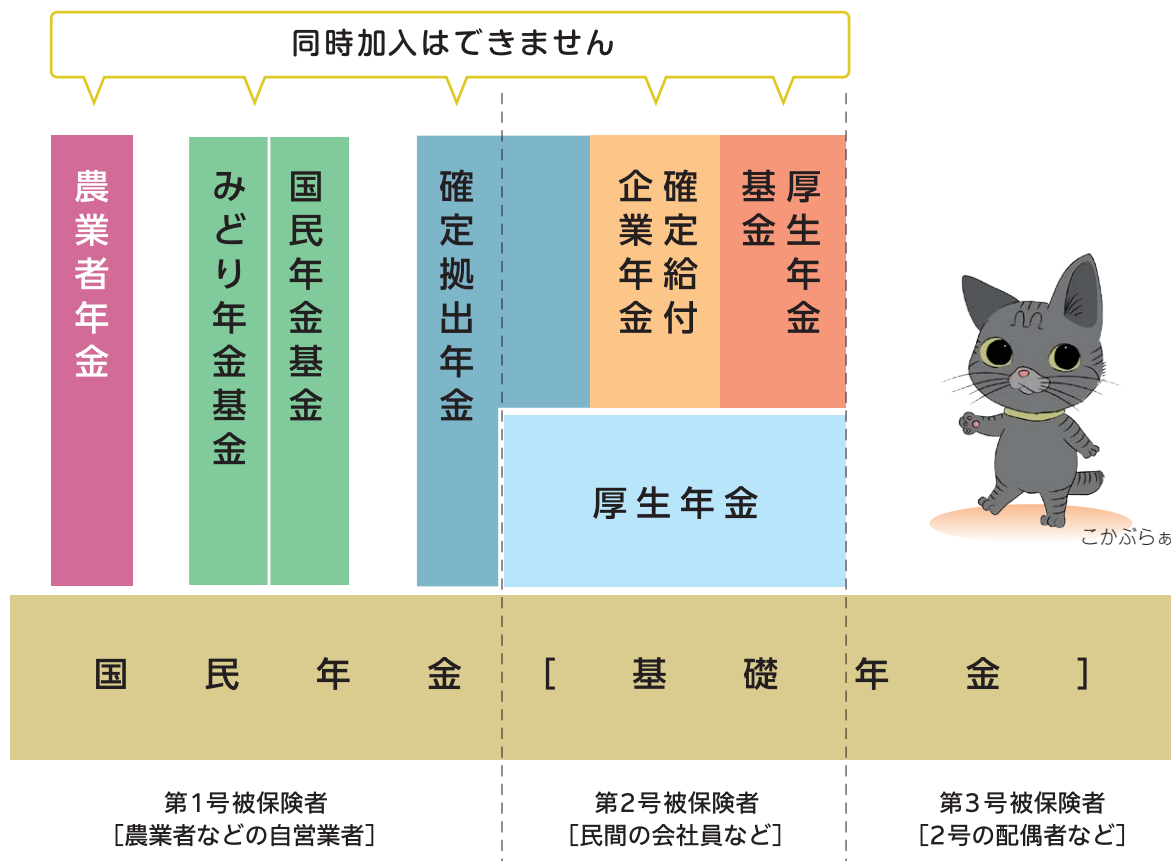 同時加入はできません
農業者年金
みどり年金基金
国民年金基金
確定拠出年金
確定給付
企業年金
厚生年金
基金
厚生年金
こかぶらぁ
国民年金[基礎年金]
第1号被保険者
[農業者などの自営業者]
第2号被保険者
[民間の会社員など]
第3号被保険者
[2号の配偶者など]